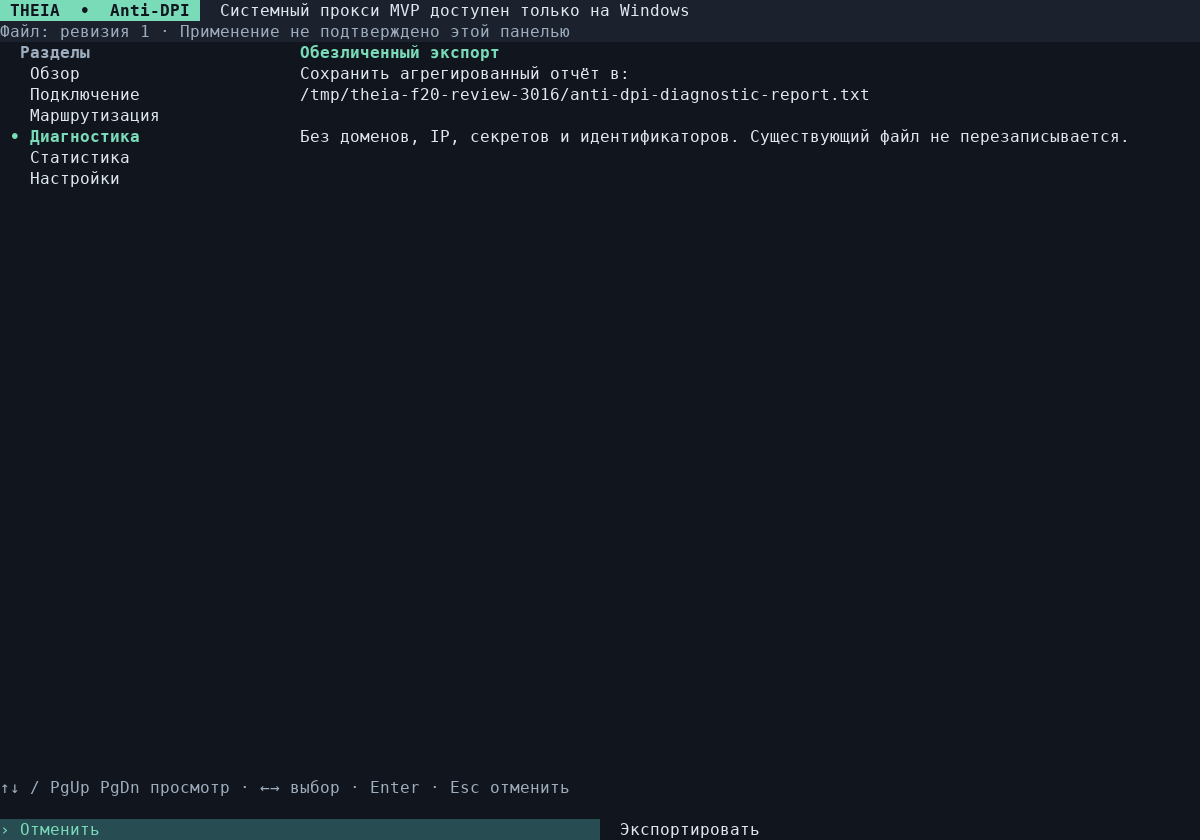 THEIA • Anti-DPI Системный прокси MVP доступен только на Windows
Файл: ревизия 1 · Применение не подтверждено этой панелью
Разделы
Обзор
Подключение
Маршрутизация
• Диагностика
Статистика
Настройки
Обезличенный экспорт
Сохранить агрегированный отчёт в:
/tmp/theia-f20-review-3016/anti-dpi-diagnostic-report.txt
Без доменов, IP, секретов и идентификаторов. Существующий файл не перезаписывается.
↑↓ / PgUp PgDn просмотр · ←→ выбор · Enter · Esc отменить
› Отменить
Экспортировать